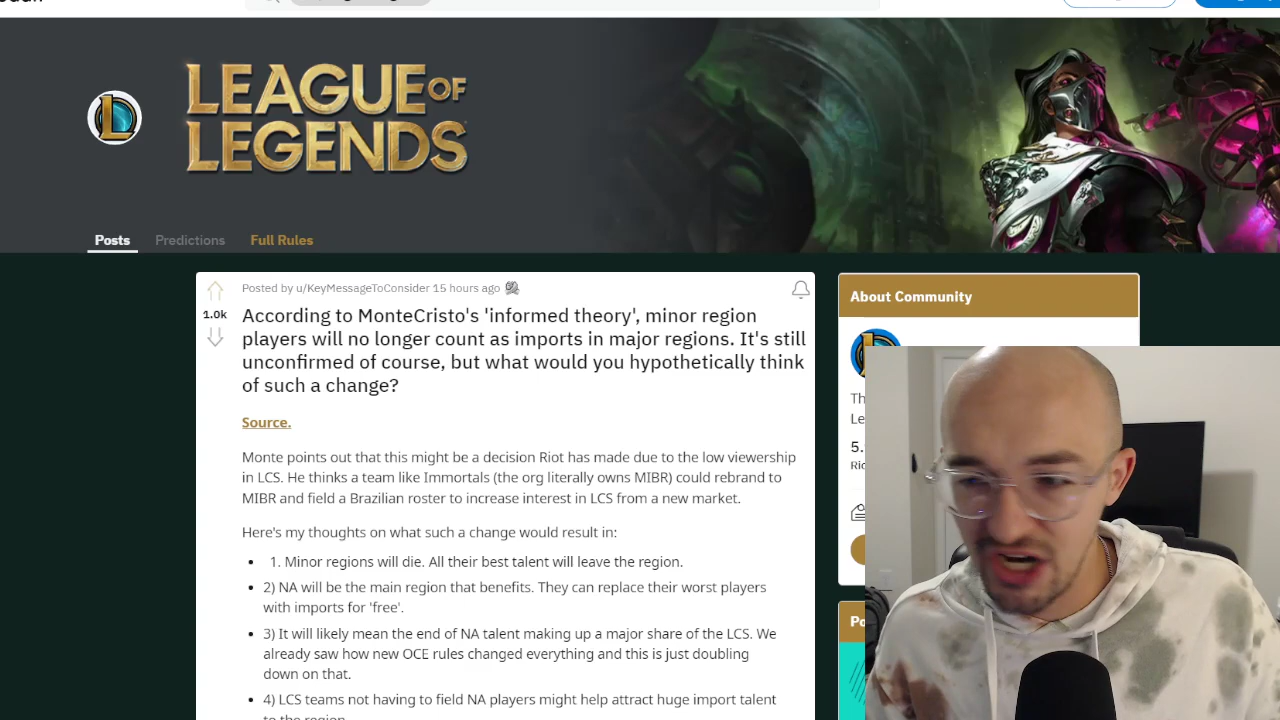 LEAGUE OF
LEGENDS
Posts Predictions Full Rules
Posted by u/KeyMessageToConsider 15 hours ago
1.0k
According to MonteCristo's 'informed theory', minor region
players will no longer count as imports in major regions. It's still
unconfirmed of course, but what would you hypothetically think
of such a change?
Source.
Monte points out that this might be a decision Riot has made due to the low viewership
in LCS. He thinks a team like Immortals (the org literally owns MIBR) could rebrand to
MIBR and field a Brazilian roster to increase interest in LCS from a new market.
Here's my thoughts on what such a change would result in:
• 1. Minor regions will die. All their best talent will leave the region.
• 2) NA will be the main region that benefits. They can replace their worst players
with imports for 'free'.
• 3) It will likely mean the end of NA talent making up a major share of the LCS. We
already saw how new OCE rules changed everything and this is just doubling
down on that.
• 4) LCS teams not having to field NA players might help attract huge import talent
to the region
About Community
Th
Le
5.
Rio
Po